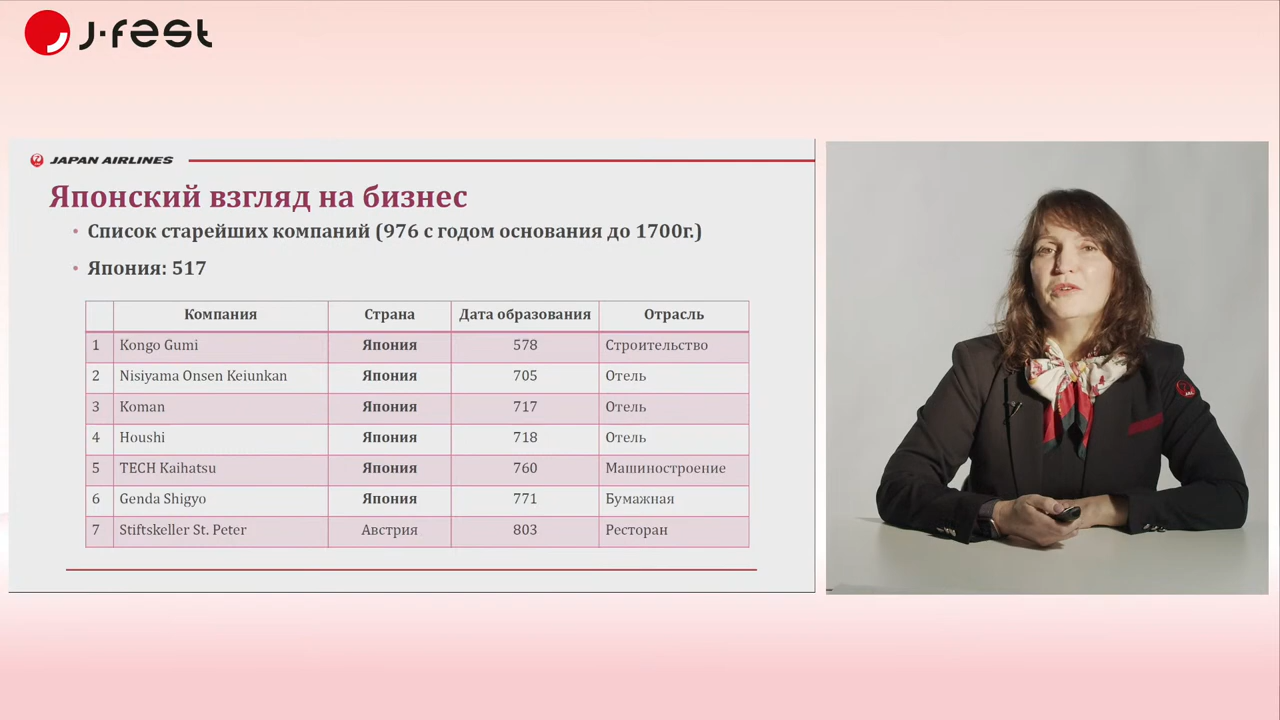 J-fest
JAPAN AIRLINES
Японский взгляд на бизнес
• Список старейших компаний (976 с годом основания до 1700г.)
• Япония: 517
Компания Страна Дата образования Отрасль
1 Kongo Gumi Япония 578 Строительство
2 Nisiyama Onsen Keiunkan Япония 705 Отель
3 Koman Япония 717 Отель
4 Houshi Япония 718 Отель
5 TECH Kaihatsu Япония 760 Машиностроение
6 Genda Shigyo Япония 771 Бумажная
7 Stiftskeller St. Peter Австрия 803 Ресторан